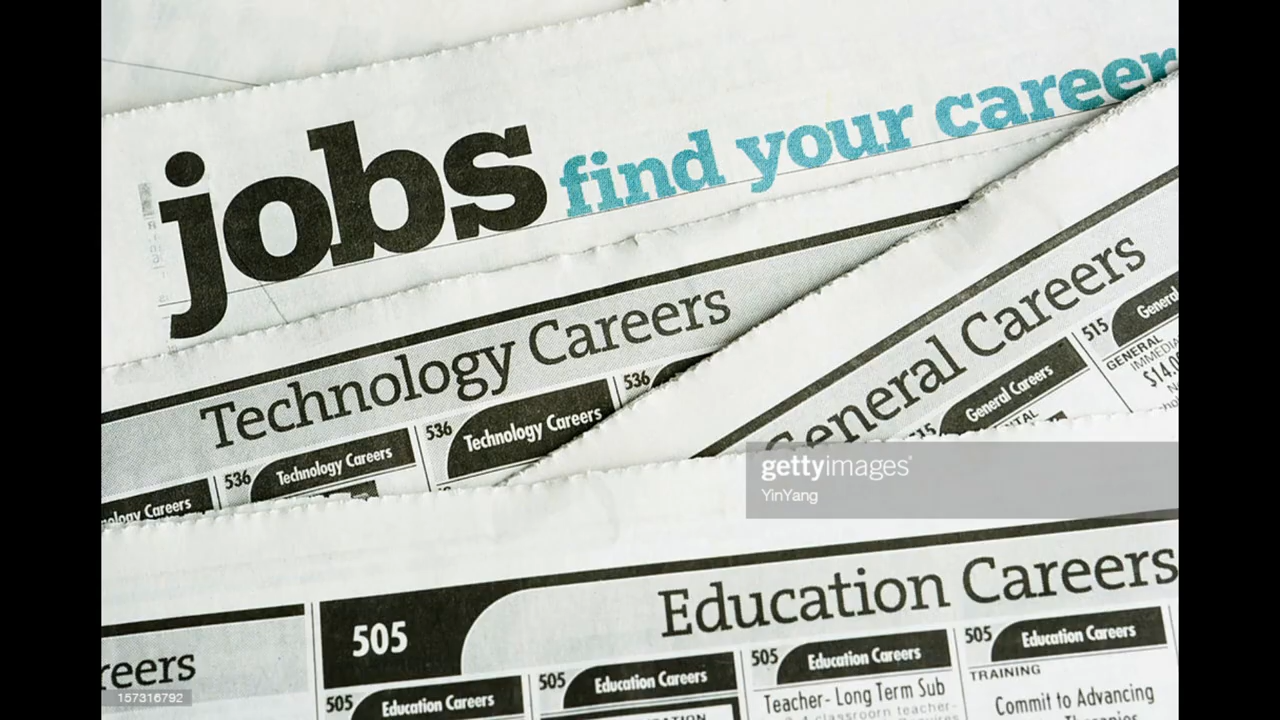 jobs find your career
Technology Careers
General Careers
515
General
GENERAL
$14.0
General Careers
536
536
Technology Careers
536
Technology Careers
Careers
gettyimages
YinYang
Education Careers
505
reers
505
Education Careers
505
Education Careers
505
Education Careers
505
Education Careers
TRAINING
Teacher- Long Term Sub
Commit to Advancing
157316792